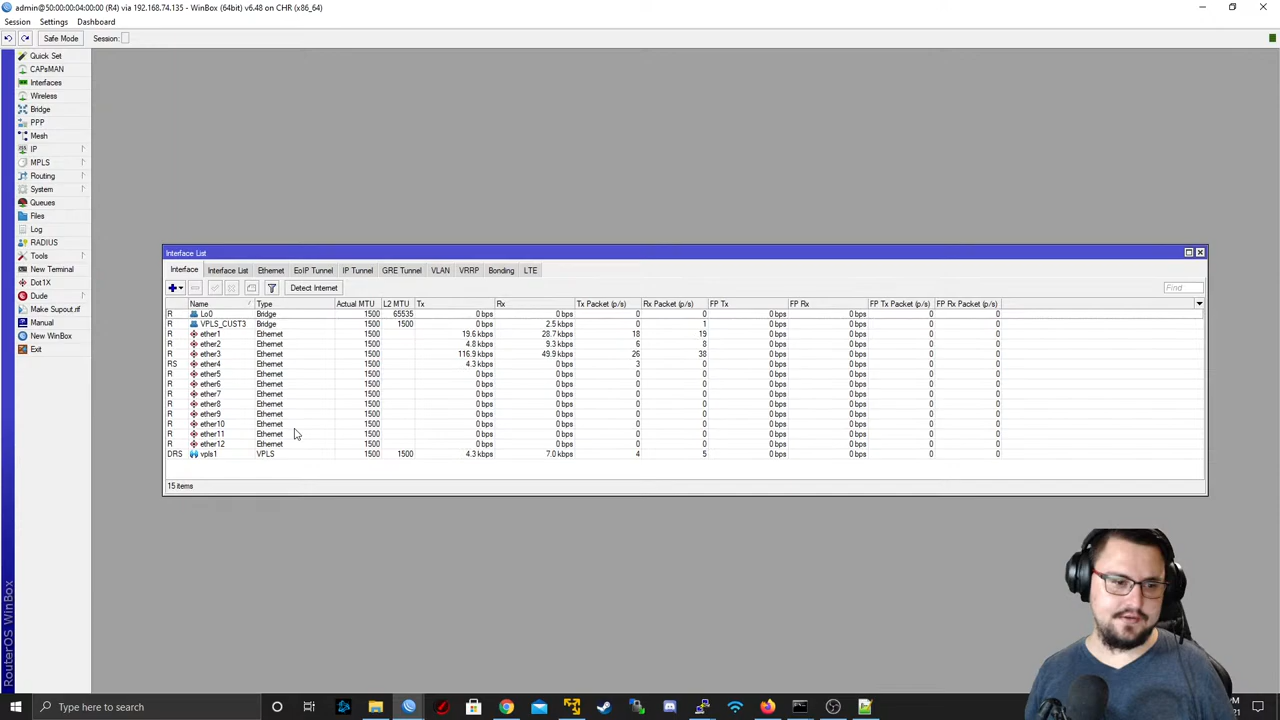 admin@50:00:00:04:00:00 (R4) via 192.168.74.135 - WinBox (64bit) v6.48 on CHR (x86_64)
Session Settings Dashboard
Safe Mode Session:
Quick Set
CAPsMAN
Interfaces
Wireless
Bridge
PPP
Mesh
IP
MPLS
Routing
System
Queues
Files
Log
RADIUS
Tools
New Terminal
Dot1X
Dude
Make Supout.rif
Manual
New WinBox
Exit
RouterOS WinBox
Interface List
Interface Interface List Ethernet EoIP Tunnel IP Tunnel GRE Tunnel VLAN VRRP Bonding LTE
Detect Internet Find
Name / Type Actual MTU L2 MTU Tx Rx Tx Packet (p/s) Rx Packet (p/s) FP Tx FP Rx FP Tx Packet (p/s) FP Rx Packet (p/s)
R Lo0 Bridge 1500 65535 0 bps 0 bps 0 0 0 bps 0 bps 0 0
R VPLS_CUST3 Bridge 1500 1500 0 bps 2.5 kbps 0 1 0 bps 0 bps 0 0
R ether1 Ethernet 1500 19.6 kbps 28.7 kbps 18 19 0 bps 0 bps 0 0
R ether2 Ethernet 1500 4.8 kbps 9.3 kbps 6 8 0 bps 0 bps 0 0
R ether3 Ethernet 1500 116.9 kbps 49.9 kbps 26 38 0 bps 0 bps 0 0
RS ether4 Ethernet 1500 4.3 kbps 0 bps 3 0 0 bps 0 bps 0 0
R ether5 Ethernet 1500 0 bps 0 bps 0 0 0 bps 0 bps 0 0
R ether6 Ethernet 1500 0 bps 0 bps 0 0 0 bps 0 bps 0 0
R ether7 Ethernet 1500 0 bps 0 bps 0 0 0 bps 0 bps 0 0
R ether8 Ethernet 1500 0 bps 0 bps 0 0 0 bps 0 bps 0 0
R ether9 Ethernet 1500 0 bps 0 bps 0 0 0 bps 0 bps 0 0
R ether10 Ethernet 1500 0 bps 0 bps 0 0 0 bps 0 bps 0 0
R ether11 Ethernet 1500 0 bps 0 bps 0 0 0 bps 0 bps 0 0
R ether12 Ethernet 1500 0 bps 0 bps 0 0 0 bps 0 bps 0 0
DRS vpls1 VPLS 1500 1500 4.3 kbps 7.0 kbps 4 5 0 bps 0 bps 0 0
15 items
Type here to search